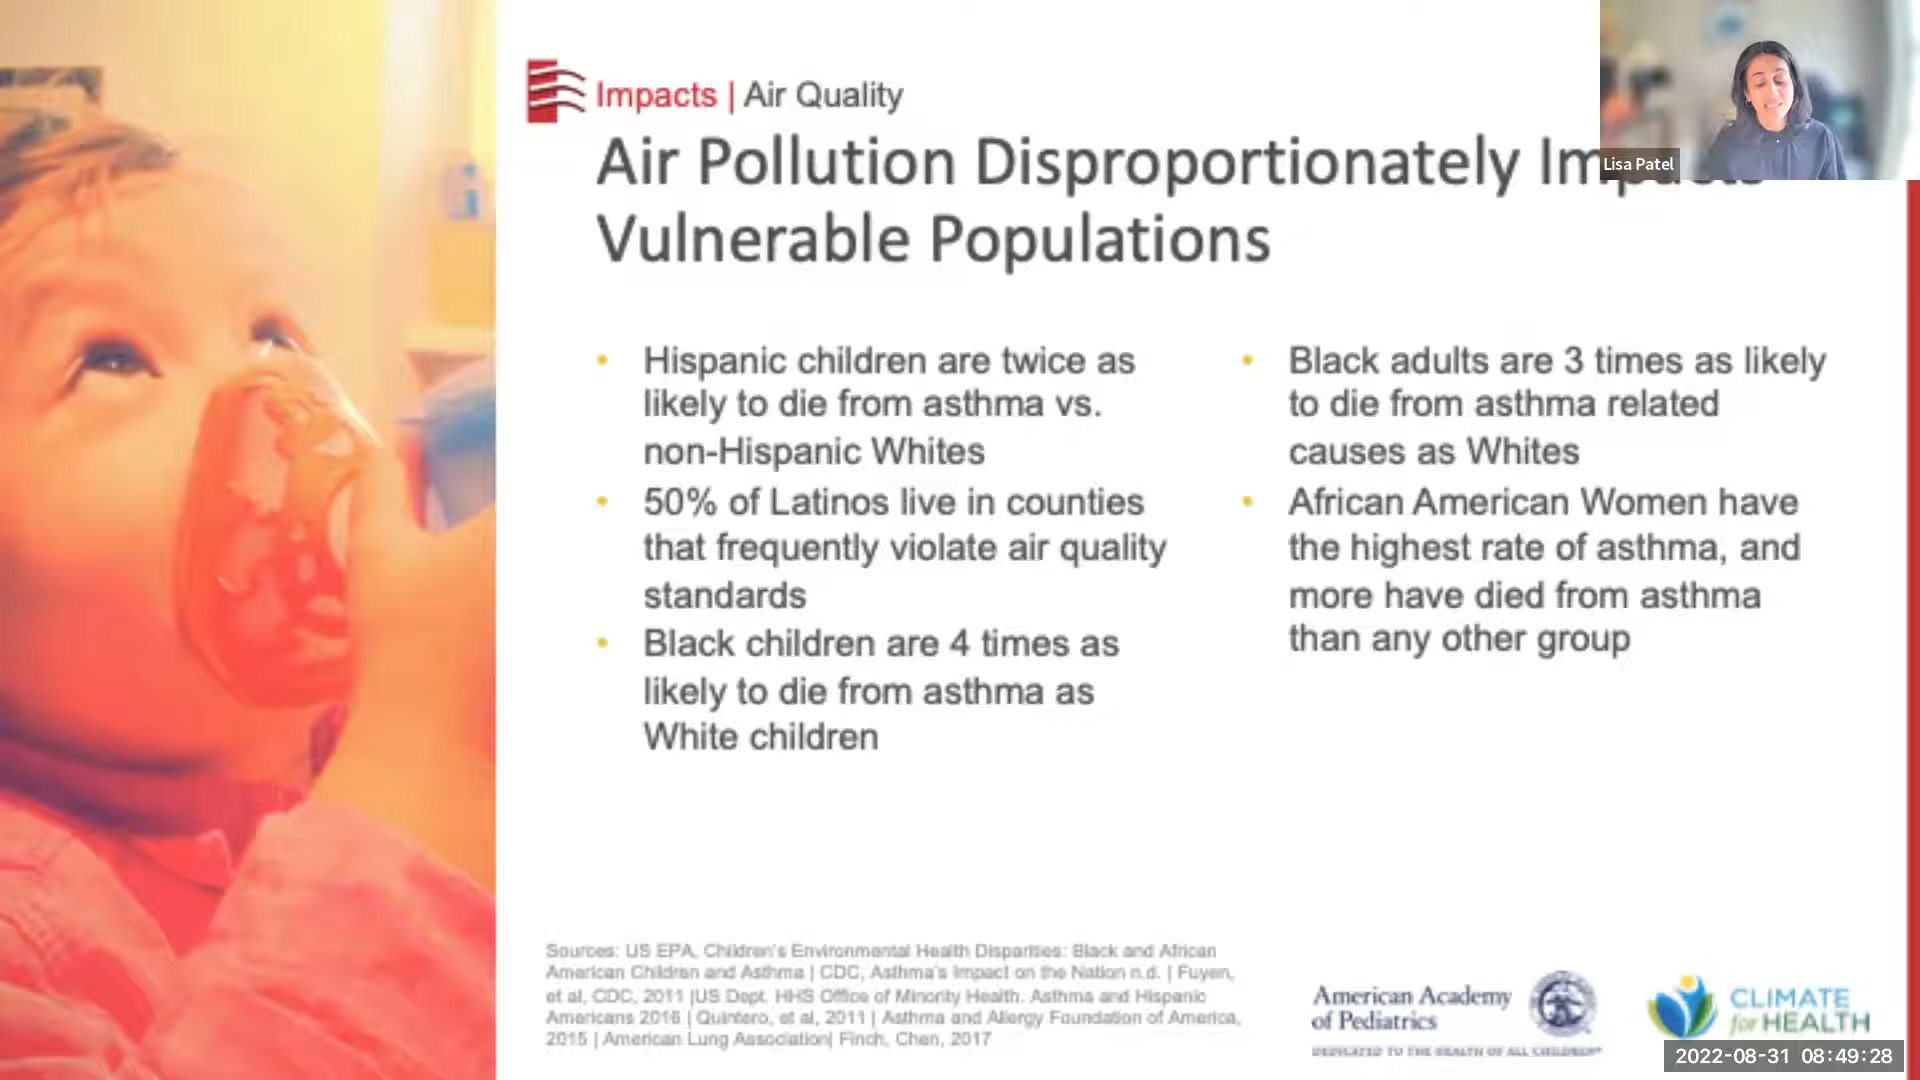 Impacts | Air Quality
Air Pollution Disproportionately Impacts
Vulnerable Populations
• Hispanic children are twice as
likely to die from asthma vs.
non-Hispanic Whites
• 50% of Latinos live in counties
that frequently violate air quality
standards
• Black children are 4 times as
likely to die from asthma as
White children
• Black adults are 3 times as likely
to die from asthma related
causes as Whites
• African American Women have
the highest rate of asthma, and
more have died from asthma
than any other group
Sources: US EPA, Children's Environmental Health Disparities: Black and African
American Children and Asthma | CDC, Asthma's Impact on the Nation n.d. | Fuyen,
et al, CDC, 2011 |US Dept. HHS Office of Minority Health. Asthma and Hispanic
Americans 2016 | Quintero, et al, 2011 | Asthma and Allergy Foundation of America,
2015 | American Lung Association| Finch, Chen, 2017
American Academy
of Pediatrics
DEDICATED TO THE HEALTH OF ALL CHILDREN®
CLIMATE
for HEALTH
Lisa Patel
2022-08-31 08:49:28